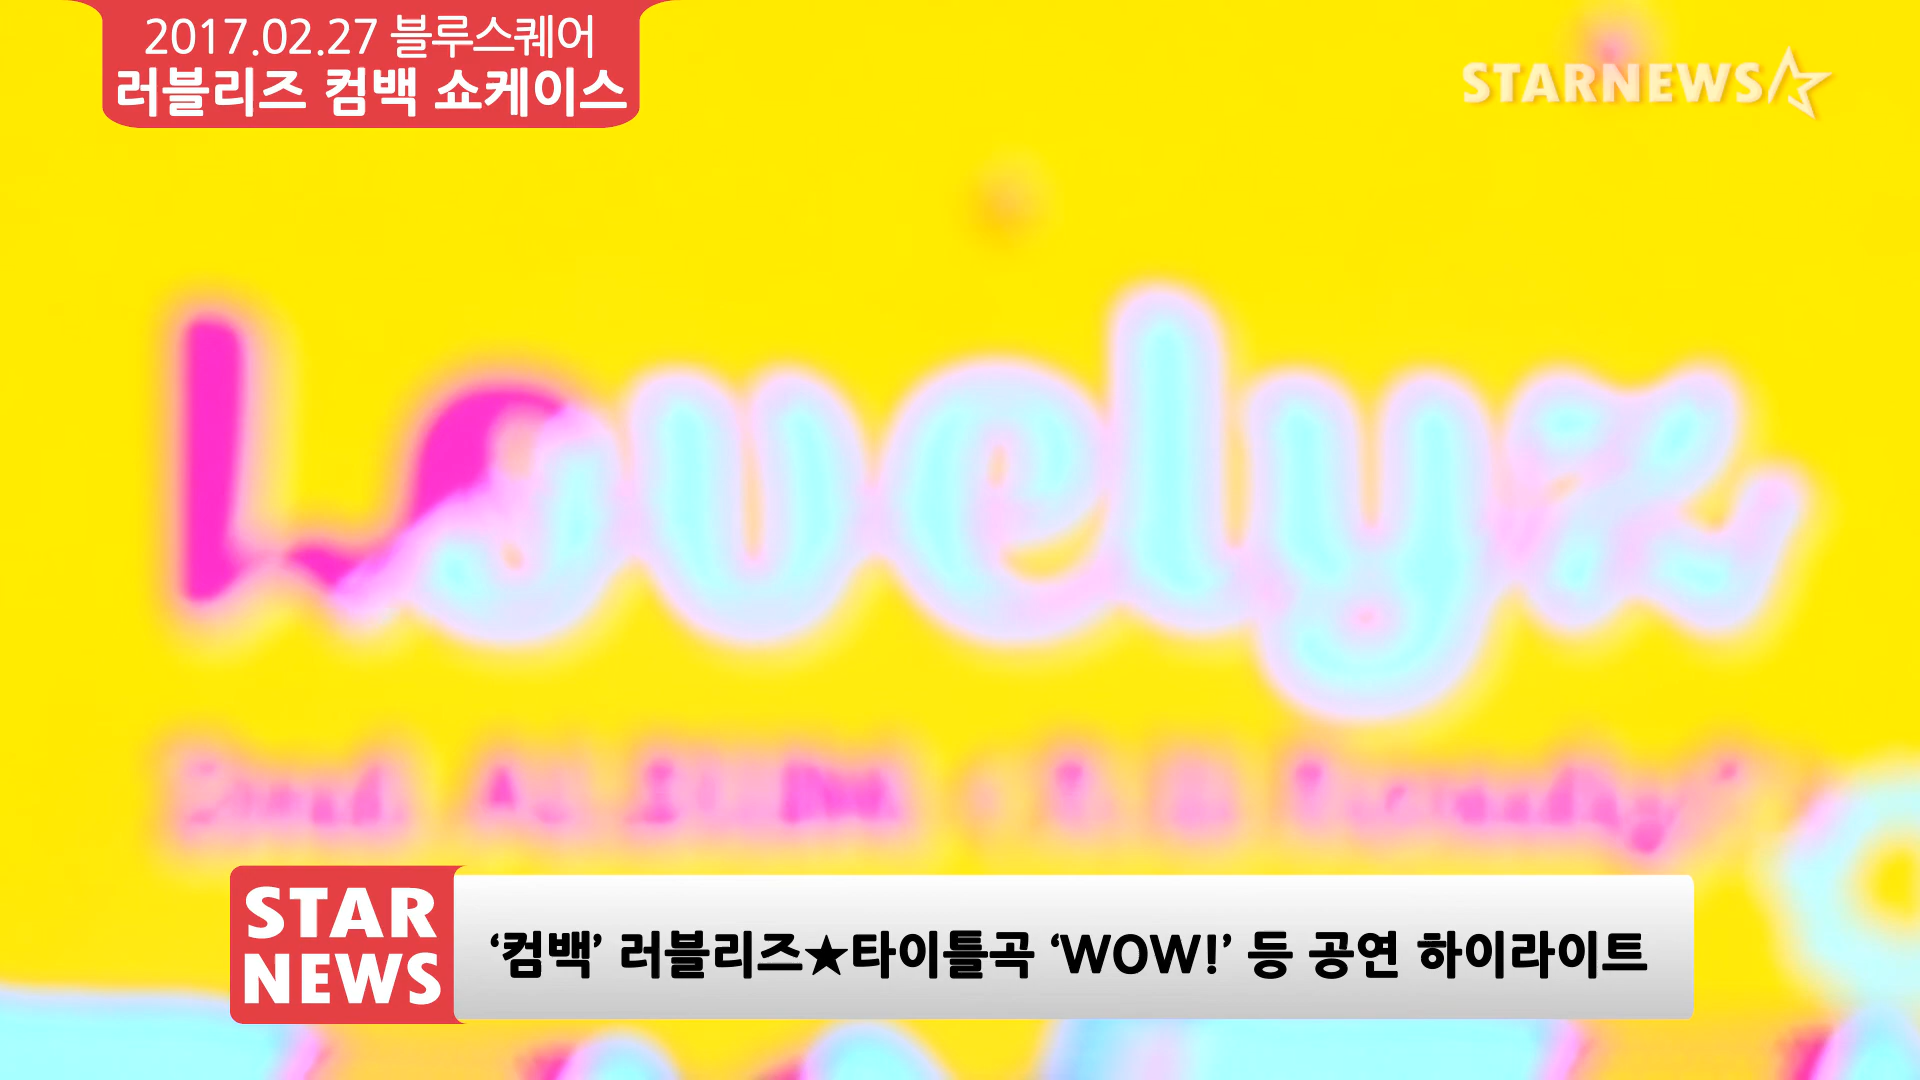 2017.02.27 블루스퀘어
러블리즈 컴백 쇼케이스
STARNEWS
Lovelyz
STAR
NEWS
‘컴백’ 러블리즈★타이틀곡 ‘WOW!’ 등 공연 하이라이트